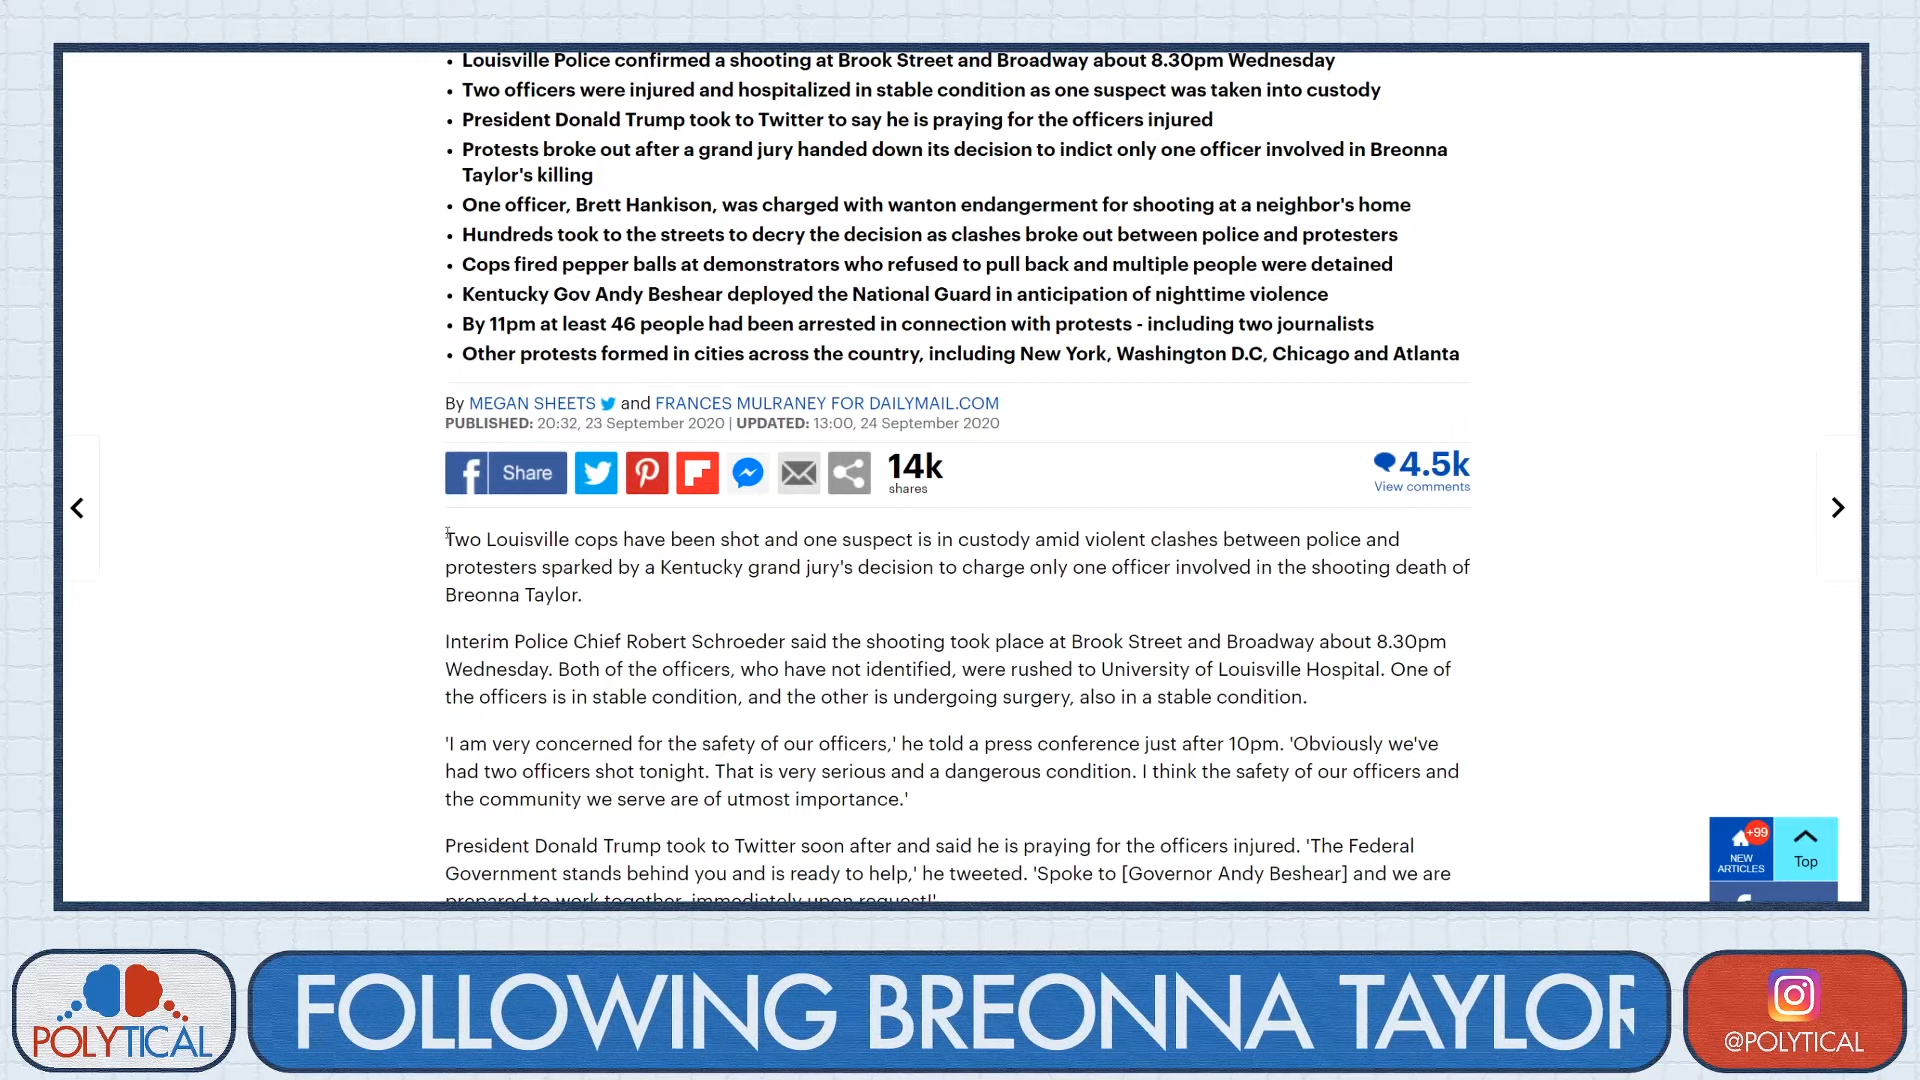 • Louisville Police confirmed a shooting at Brook Street and Broadway about 8.30pm Wednesday
• Two officers were injured and hospitalized in stable condition as one suspect was taken into custody
• President Donald Trump took to Twitter to say he is praying for the officers injured
• Protests broke out after a grand jury handed down its decision to indict only one officer involved in Breonna
Taylor's killing
• One officer, Brett Hankison, was charged with wanton endangerment for shooting at a neighbor's home
• Hundreds took to the streets to decry the decision as clashes broke out between police and protesters
• Cops fired pepper balls at demonstrators who refused to pull back and multiple people were detained
• Kentucky Gov Andy Beshear deployed the National Guard in anticipation of nighttime violence
• By 11pm at least 46 people had been arrested in connection with protests - including two journalists
• Other protests formed in cities across the country, including New York, Washington D.C, Chicago and Atlanta
By MEGAN SHEETS and FRANCES MULRANEY FOR DAILYMAIL.COM
PUBLISHED: 20:32, 23 September 2020 | UPDATED: 13:00, 24 September 2020
Share
14k
shares
4.5k
View comments
Two Louisville cops have been shot and one suspect is in custody amid violent clashes between police and
protesters sparked by a Kentucky grand jury's decision to charge only one officer involved in the shooting death of
Breonna Taylor.
Interim Police Chief Robert Schroeder said the shooting took place at Brook Street and Broadway about 8.30pm
Wednesday. Both of the officers, who have not identified, were rushed to University of Louisville Hospital. One of
the officers is in stable condition, and the other is undergoing surgery, also in a stable condition.
'I am very concerned for the safety of our officers,' he told a press conference just after 10pm. 'Obviously we've
had two officers shot tonight. That is very serious and a dangerous condition. I think the safety of our officers and
the community we serve are of utmost importance.'
President Donald Trump took to Twitter soon after and said he is praying for the officers injured. 'The Federal
Government stands behind you and is ready to help,' he tweeted. 'Spoke to [Governor Andy Beshear] and we are
prepared to work together, immediately upon request!'
+99
NEW
ARTICLES
Top
POLYTICAL
FOLLOWING BREONNA TAYLOR
@POLYTICAL